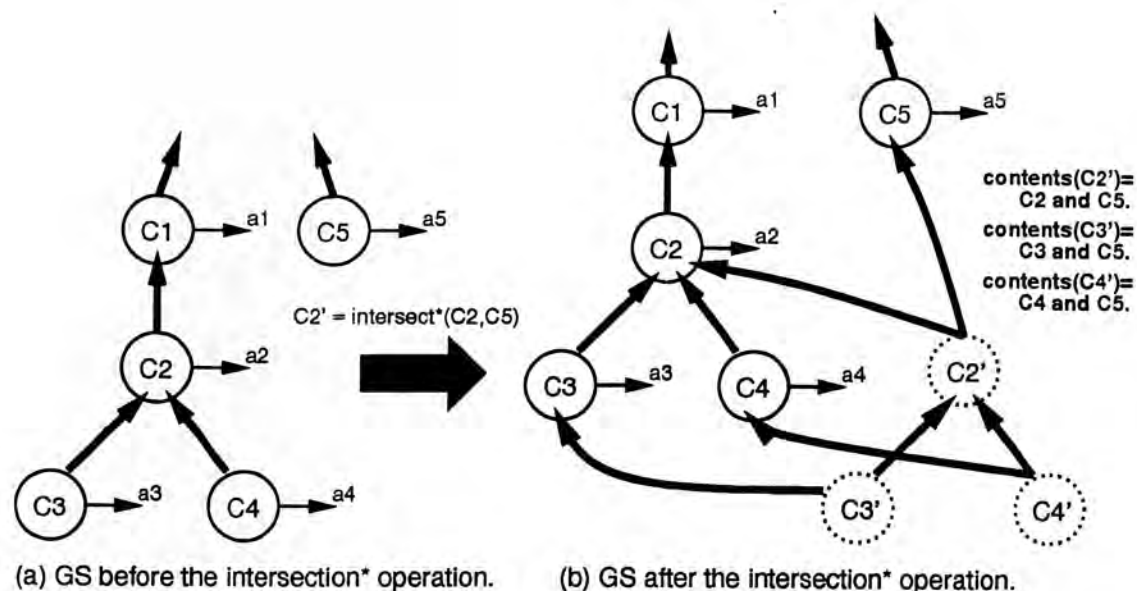 C1
a1
C5
a5
C2
a2
C3
a3
C4
a4
(a) GS before the intersection* operation.
C2' = intersect*(C2,C5)
C1
a1
C5
a5
C2
a2
C3
a3
C4
a4
C2'
C3'
C4'
contents(C2')=
C2 and C5.
contents(C3')=
C3 and C5.
contents(C4')=
C4 and C5.
(b) GS after the intersection* operation.